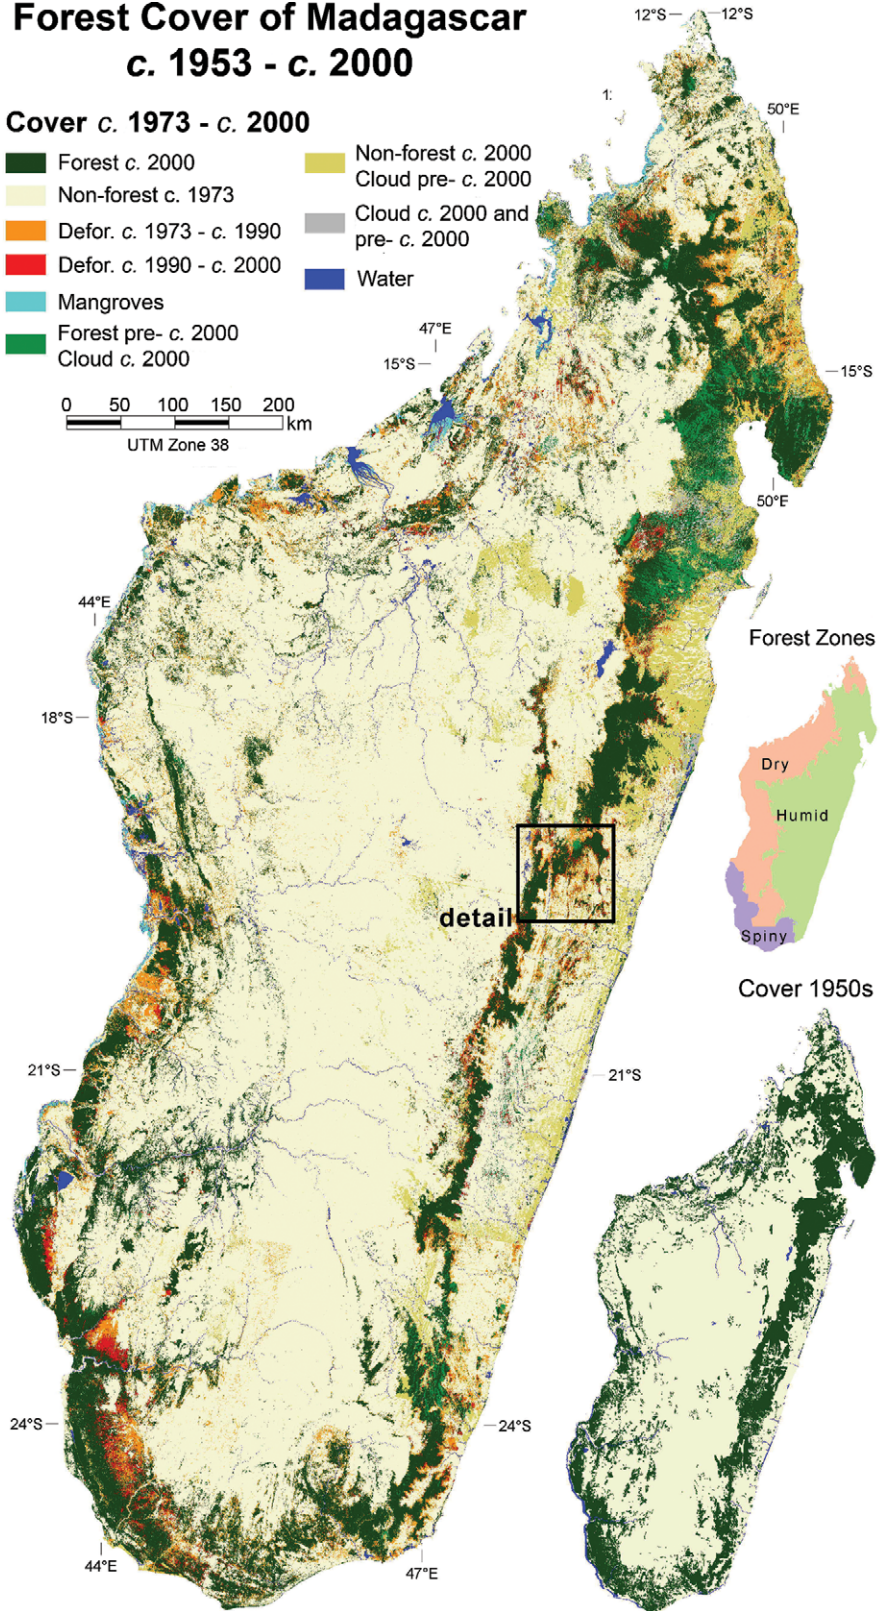 Forest Cover of Madagascar
c. 1953 - c. 2000
Cover c. 1973 - c. 2000
Forest c. 2000
Non-forest c. 1973
Defor. c. 1973 - c. 1990
Defor. c. 1990 - c. 2000
Mangroves
Forest pre- c. 2000
Cloud c. 2000
Non-forest c. 2000
Cloud pre- c. 2000
Cloud c. 2000 and
pre- c. 2000
Water
0 50 100 150 200
km
UTM Zone 38
12°S
12°S
1:
50°E
47°E
15°S
15°S
50°E
44°E
18°S
detail
21°S
21°S
24°S
24°S
44°E
47°E
Forest Zones
Dry
Humid
Spiny
Cover 1950s